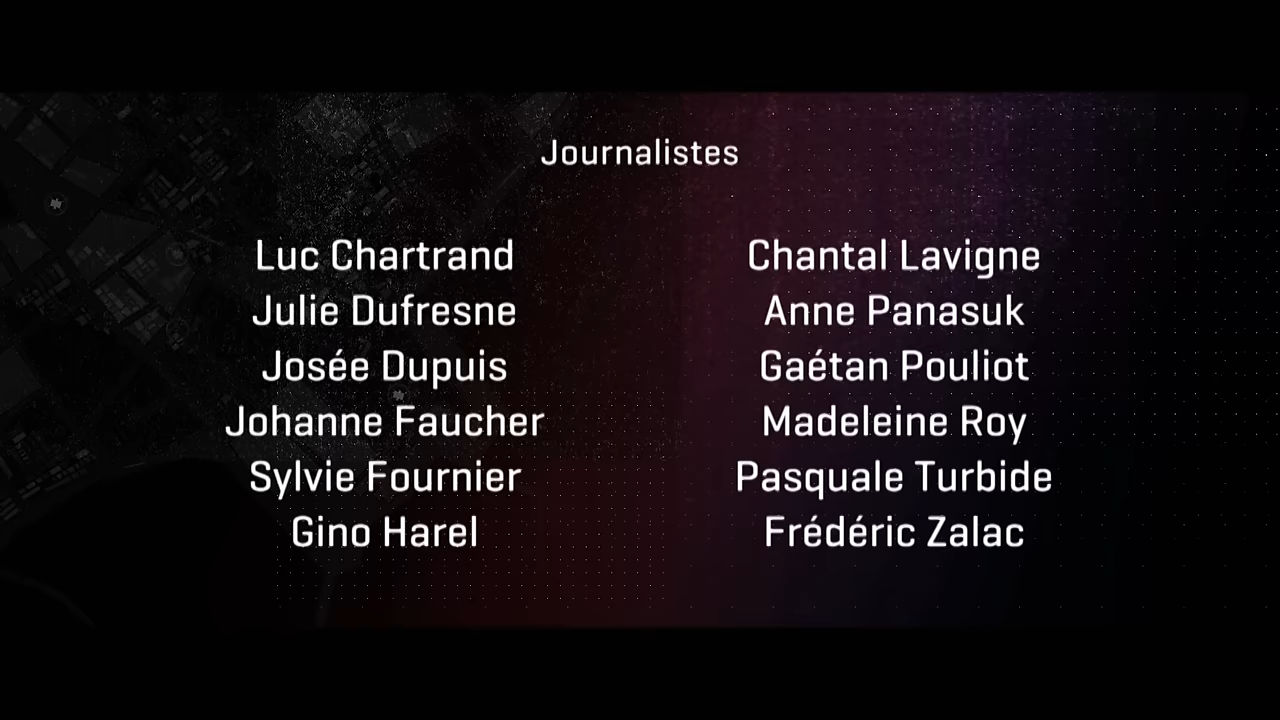 Journalistes
Luc Chartrand
Julie Dufresne
Josée Dupuis
Johanne Faucher
Sylvie Fournier
Gino Harel
Chantal Lavigne
Anne Panasuk
Gaétan Pouliot
Madeleine Roy
Pasquale Turbide
Frédéric Zalac